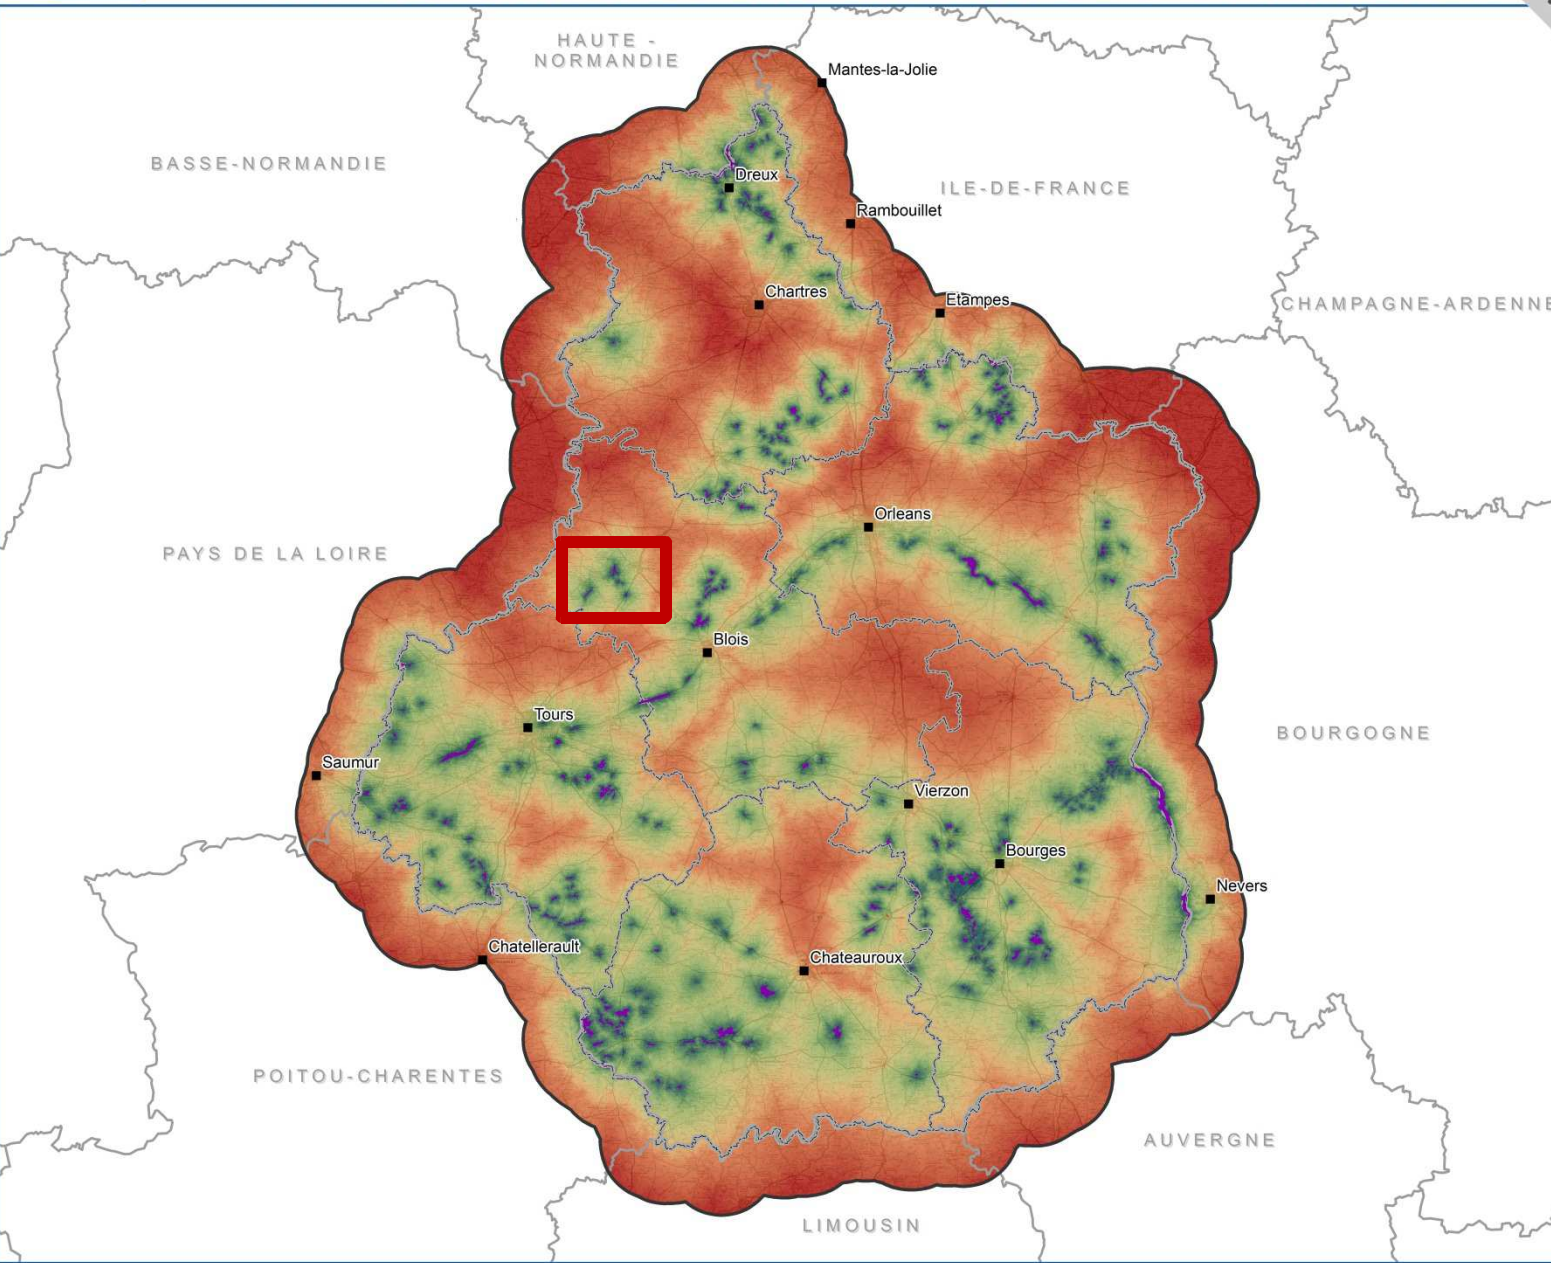 HAUTE -
NORMANDIE
Mantes-la-Jolie
BASSE-NORMANDIE
Dreux
ILE-DE-FRANCE
Rambouillet
Chartres
Etampes
CHAMPAGNE-ARDENNE
Orleans
PAYS DE LA LOIRE
Blois
Tours
BOURGOGNE
Saumur
Vierzon
Bourges
Nevers
Chatellerault
Chateauroux
POITOU-CHARENTES
AUVERGNE
LIMOUSIN